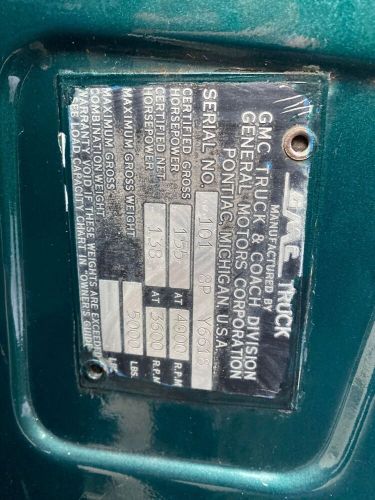 GMC TRUCK
MANUFACTURED BY
GMC TRUCK & COACH DIVISION
GENERAL MOTORS CORPORATION
PONTIAC, MICHIGAN, U.S.A.
SERIAL NO. 101 8P Y6616
CERTIFIED GROSS HORSEPOWER 155 AT 4000 R.P.M
CERTIFIED NET HORSEPOWER 138 AT 3600 R.P.M
MAXIMUM GROSS WEIGHT 5000 LBS.
MAXIMUM GROSS
COMBINATION WEIGHT
WARRANTY VOID IF THESE WEIGHTS ARE EXCEEDED
LOAD CAPACITY CHART IN "OWNER'S GUIDE"